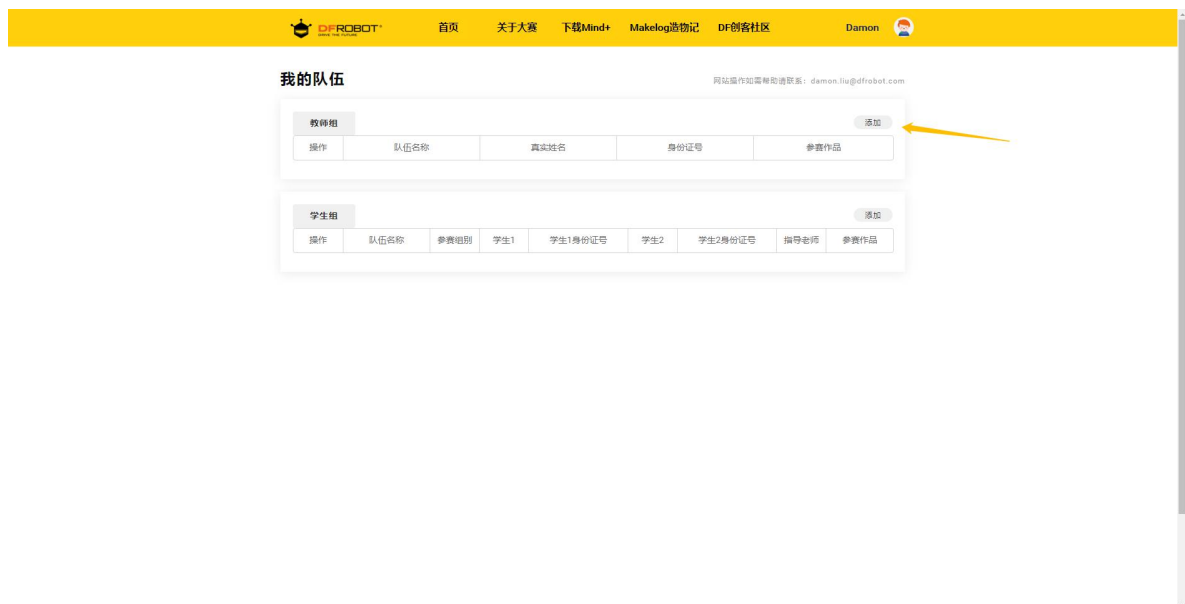 DFROBOT 首页 关于大赛 下载Mind+ Makelog造物记 DF创客社区 Damon
DRIVE THE FUTURE
我的队伍 网站操作如需帮助请联系：damon.liu@dfrobot.com
教师组 添加
操作 队伍名称 真实姓名 身份证号 参赛作品
学生组 添加
操作 队伍名称 参赛组别 学生1 学生1身份证号 学生2 学生2身份证号 指导老师 参赛作品